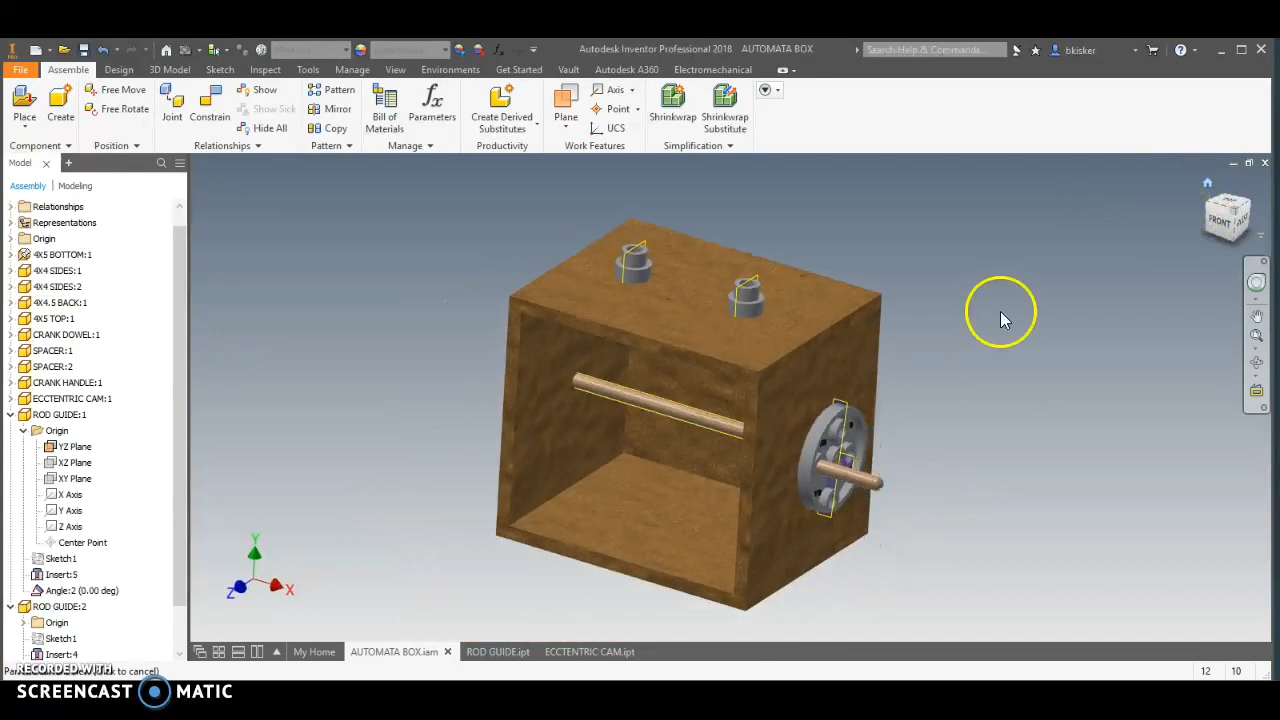 Autodesk Inventor Professional 2018   AUTOMATA BOX
Search Help & Commands...
bkisker
File
Assemble
Design
3D Model
Sketch
Inspect
Tools
Manage
View
Environments
Get Started
Vault
Autodesk A360
Electromechanical
Place
Create
Free Move
Free Rotate
Joint
Constrain
Show
Show Sick
Hide All
Pattern
Mirror
Copy
Bill of
Materials
Parameters
Create Derived
Substitutes
Plane
Axis
Point
UCS
Shrinkwrap
Shrinkwrap
Substitute
Component
Position
Relationships
Pattern
Manage
Productivity
Work Features
Simplification
Model
Assembly
Modeling
Relationships
Representations
Origin
4X5 BOTTOM:1
4X4 SIDES:1
4X4 SIDES:2
4X4.5 BACK:1
4X5 TOP:1
CRANK DOWEL:1
SPACER:1
SPACER:2
CRANK HANDLE:1
ECCTENTRIC CAM:1
ROD GUIDE:1
Origin
YZ Plane
XZ Plane
XY Plane
X Axis
Y Axis
Z Axis
Center Point
Sketch1
Insert:5
Angle:2 (0.00 deg)
ROD GUIDE:2
Origin
Sketch1
Insert:4
FRONT
Y
Z
X
My Home
AUTOMATA BOX.iam
ROD GUIDE.ipt
ECCTENTRIC CAM.ipt
12
10
RECORDED WITH
SCREENCAST MATIC